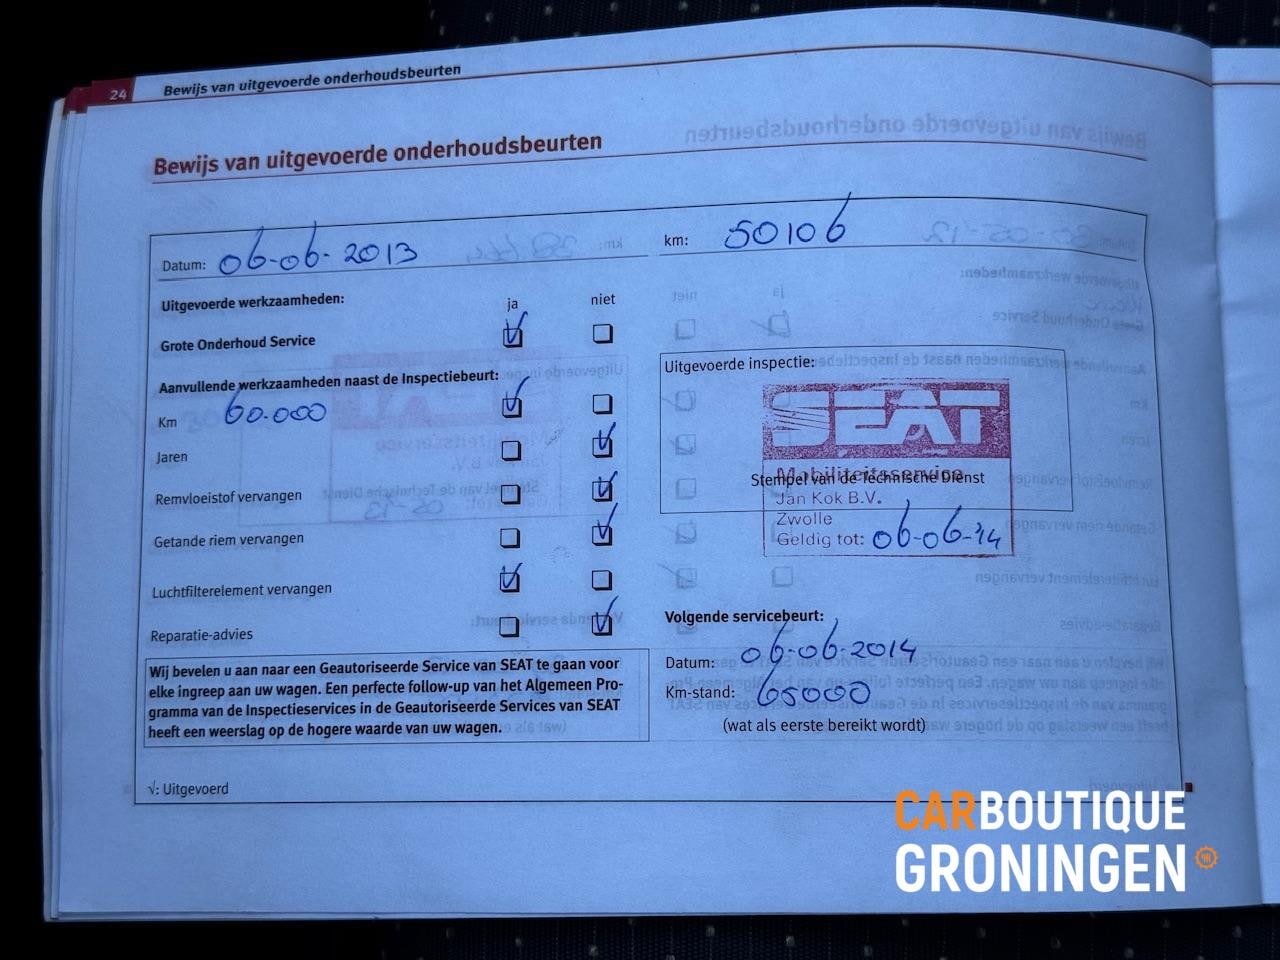 24 Bewijs van uitgevoerde onderhoudsbeurten
Bewijs van uitgevoerde onderhoudsbeurten
Datum: 06-06-2013
km: 50106
Uitgevoerde werkzaamheden:
ja niet
Grote Onderhoud Service
Aanvullende werkzaamheden naast de Inspectiebeurt:
Km 60.000
Jaren
Remvloeistof vervangen
Getande riem vervangen
Luchtfilterelement vervangen
Reparatie-advies
Wij bevelen u aan naar een Geautoriseerde Service van SEAT te gaan voor
elke ingreep aan uw wagen. Een perfecte follow-up van het Algemeen Pro-
gramma van de Inspectieservices in de Geautoriseerde Services van SEAT
heeft een weerslag op de hogere waarde van uw wagen.
√: Uitgevoerd
Uitgevoerde inspectie:
SEAT
Mobiliteitsservice
Stempel van de Technische Dienst
Jan Kok B.V.
Zwolle
Geldig tot: 06-06-'14
Volgende servicebeurt:
Datum: 06-06-2014
Km-stand: 65000
(wat als eerste bereikt wordt)
CARBOUTIQUE
GRONINGEN